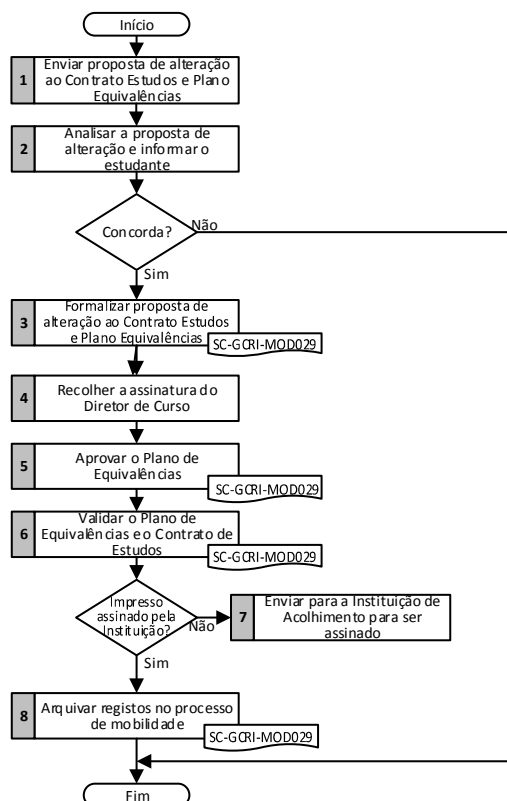 Início
1
Enviar proposta de alteração
ao Contrato Estudos e Plano
Equivalências
2
Analisar a proposta de
alteração e informar o
estudante
Concorda?
Não
Sim
3
Formalizar proposta de
alteração ao Contrato Estudos
e Plano Equivalências
SC-GCRI-MOD029
4
Recolher a assinatura do
Diretor de Curso
5
Aprovar o Plano de
Equivalências
SC-GCRI-MOD029
6
Validar o Plano de
Equivalências e o Contrato de
Estudos
SC-GCRI-MOD029
Impresso
assinado pela
Instituição?
Não
7
Enviar para a Instituição de
Acolhimento para ser
assinado
Sim
8
Arquivar registos no processo
de mobilidade
SC-GCRI-MOD029
Fim